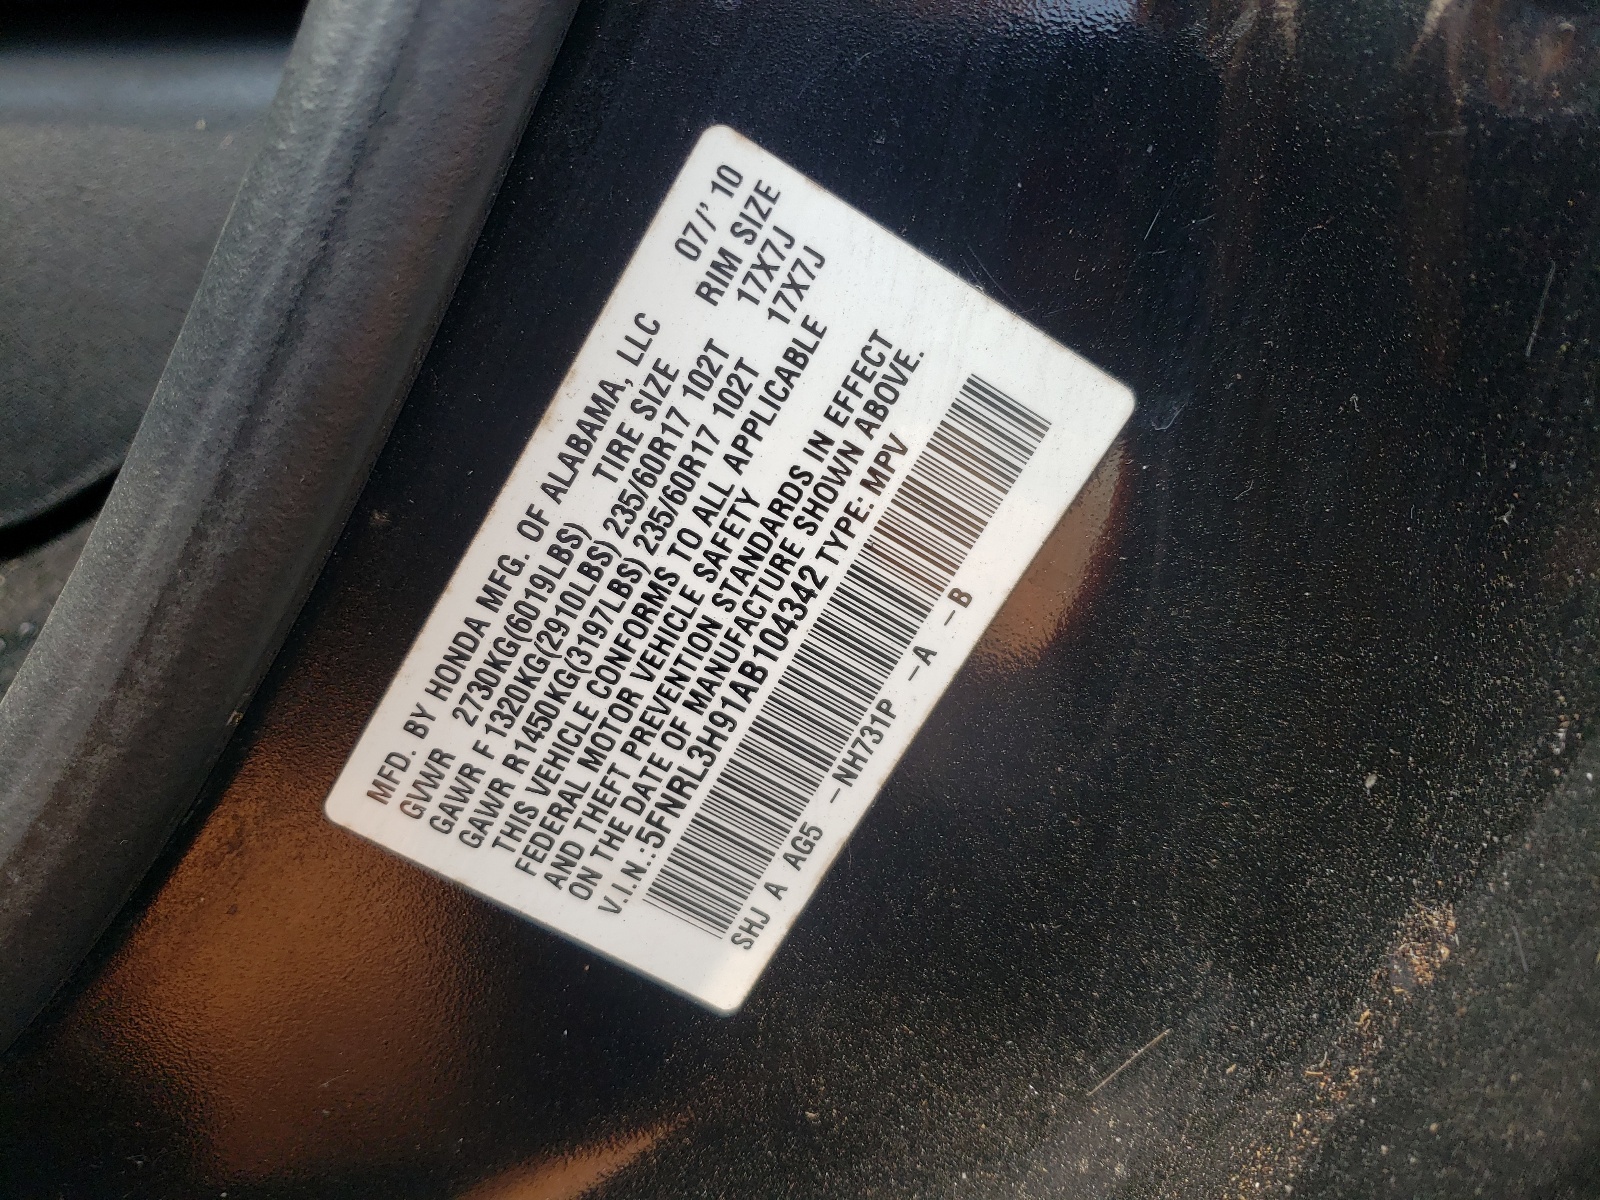 MFD. BY HONDA MFG. OF ALABAMA, LLC 07/'10
GVWR 2730KG(6019LBS) TIRE SIZE RIM SIZE
GAWR F 1320KG(2910LBS) 235/60R17 102T 17X7J
GAWR R1450KG(3197LBS) 235/60R17 102T 17X7J
THIS VEHICLE CONFORMS TO ALL APPLICABLE
FEDERAL MOTOR VEHICLE SAFETY
AND THEFT PREVENTION STANDARDS IN EFFECT
ON THE DATE OF MANUFACTURE SHOWN ABOVE.
V.I.N.:5FNRL3H91AB104342 TYPE: MPV
SHJ A AG5 -NH731P -A -B